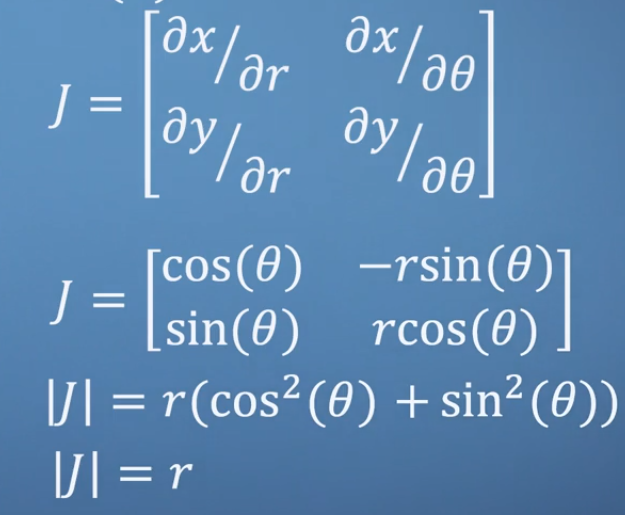 J = [∂x/∂r ∂x/∂θ
∂y/∂r ∂y/∂θ]
J = [cos(θ) −rsin(θ)
sin(θ) rcos(θ)]
|J| = r(cos²(θ) + sin²(θ))
|J| = r